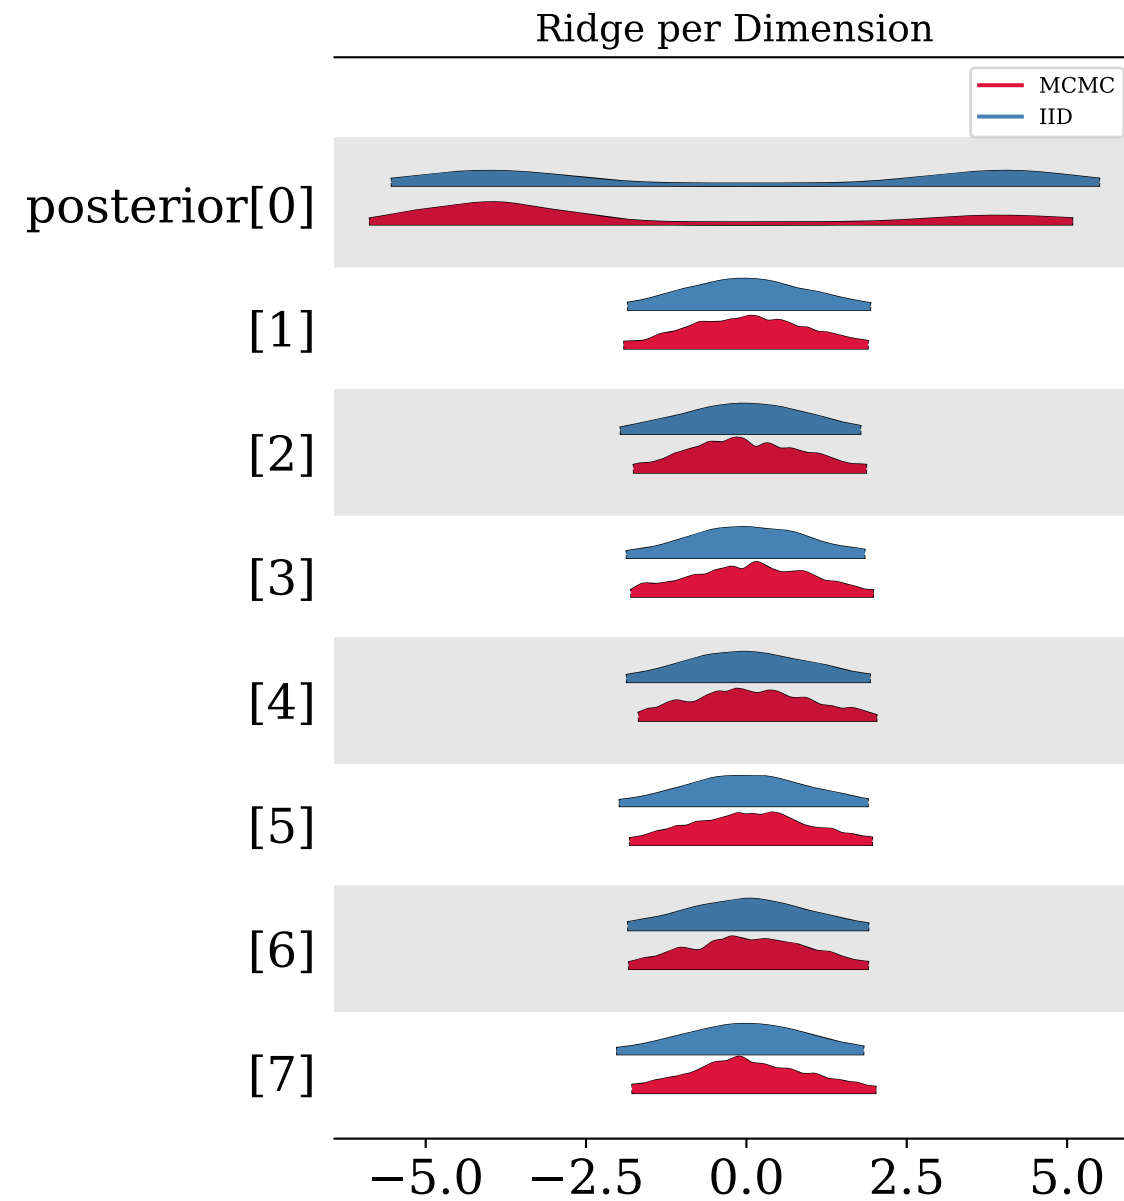 Ridge per Dimension
MCMC
IID
posterior[0]
[1]
[2]
[3]
[4]
[5]
[6]
[7]
−5.0 −2.5 0.0 2.5 5.0